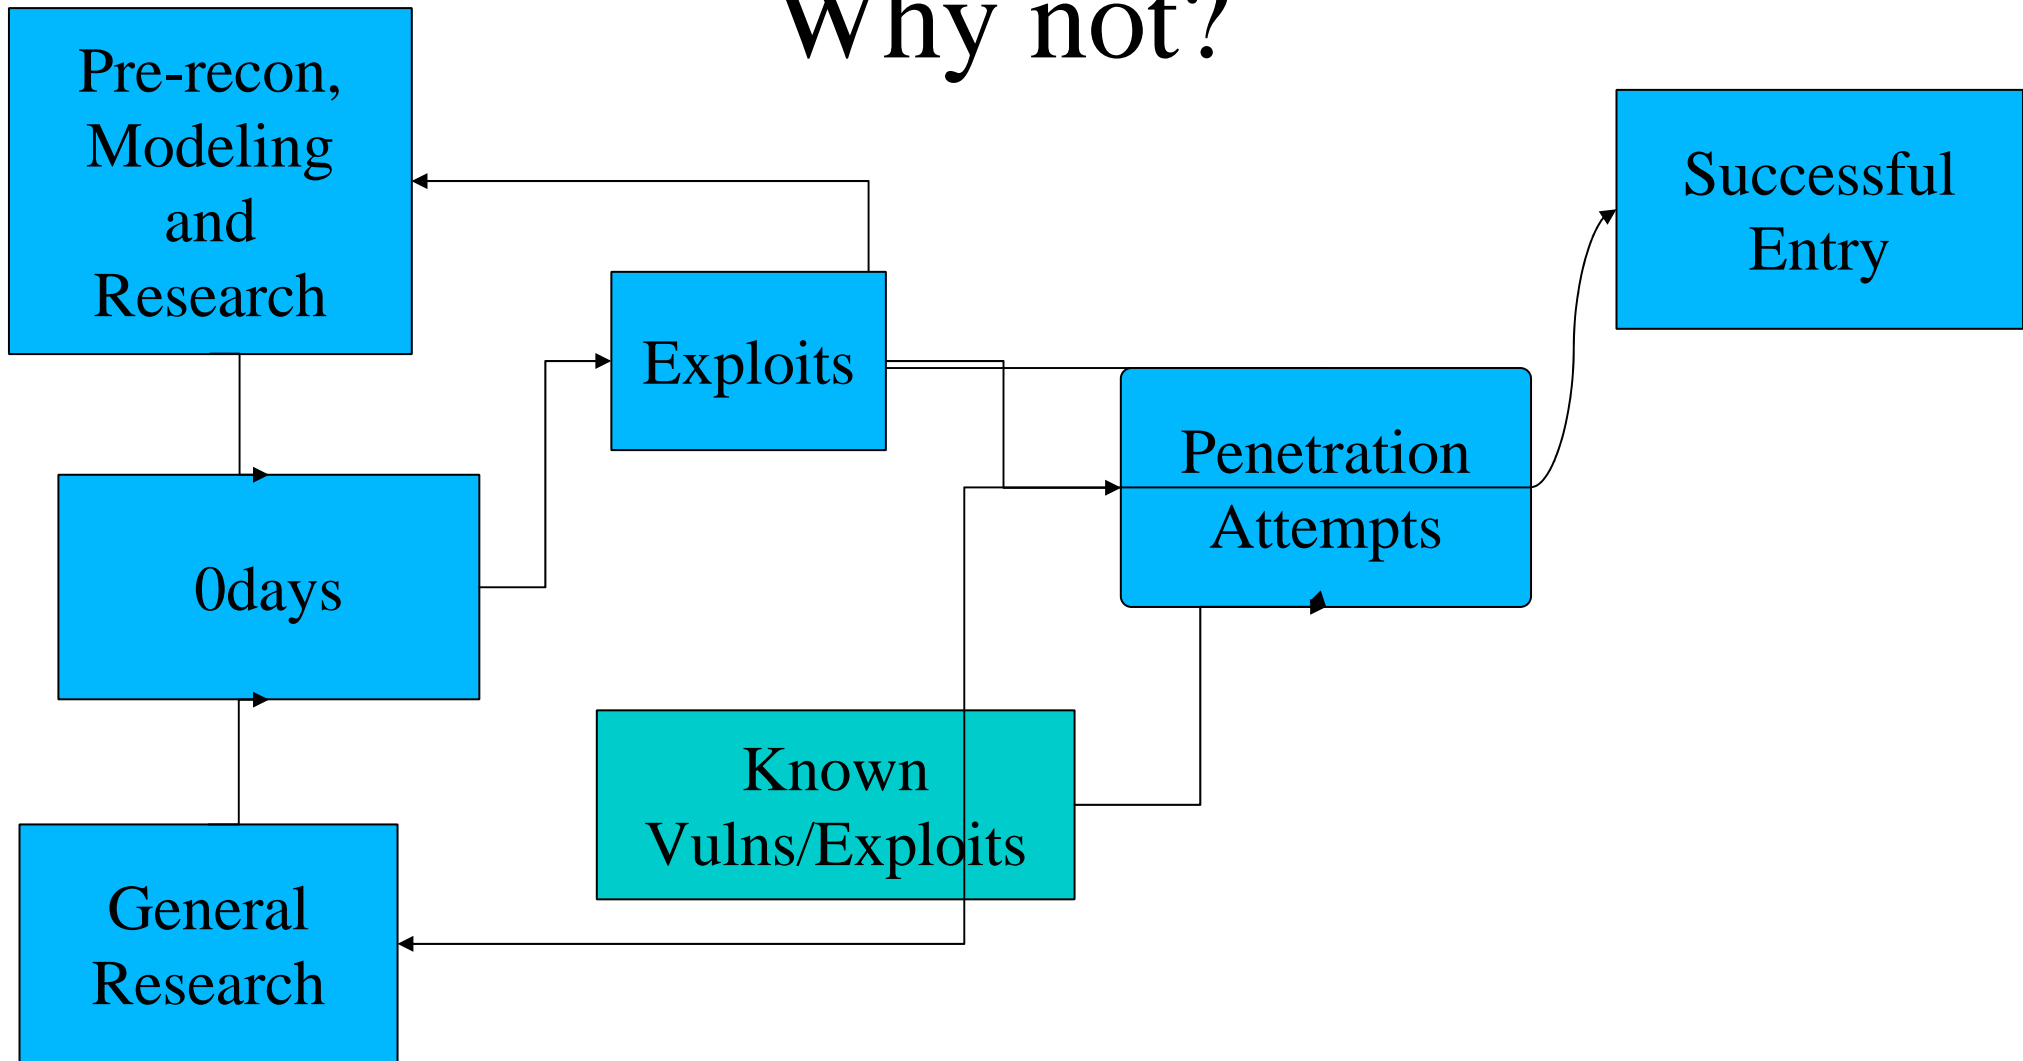 Why not?
Pre-recon,
Modeling
and
Research
Successful
Entry
Exploits
Penetration
Attempts
0days
Known
Vulns/Exploits
General
Research